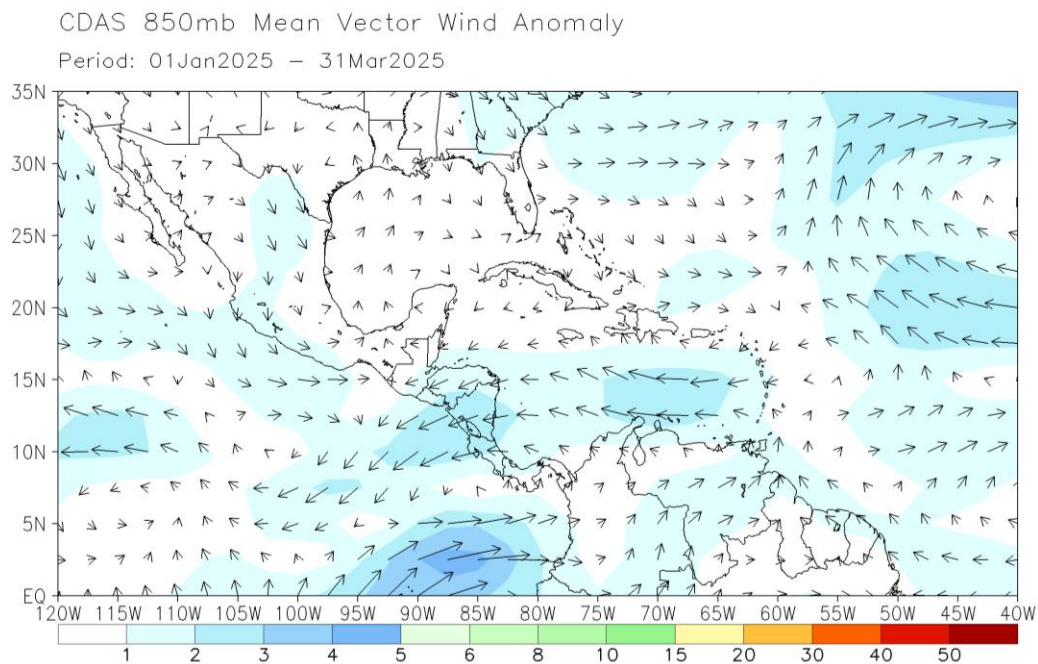 CDAS 850mb Mean Vector Wind Anomaly
Period: 01Jan2025 – 31Mar2025
35N
30N
25N
20N
15N
10N
5N
EQ
120W 115W 110W 105W 100W 95W 90W 85W 80W 75W 70W 65W 60W 55W 50W 45W 40W
1 2 3 4 5 6 8 10 15 20 30 40 50